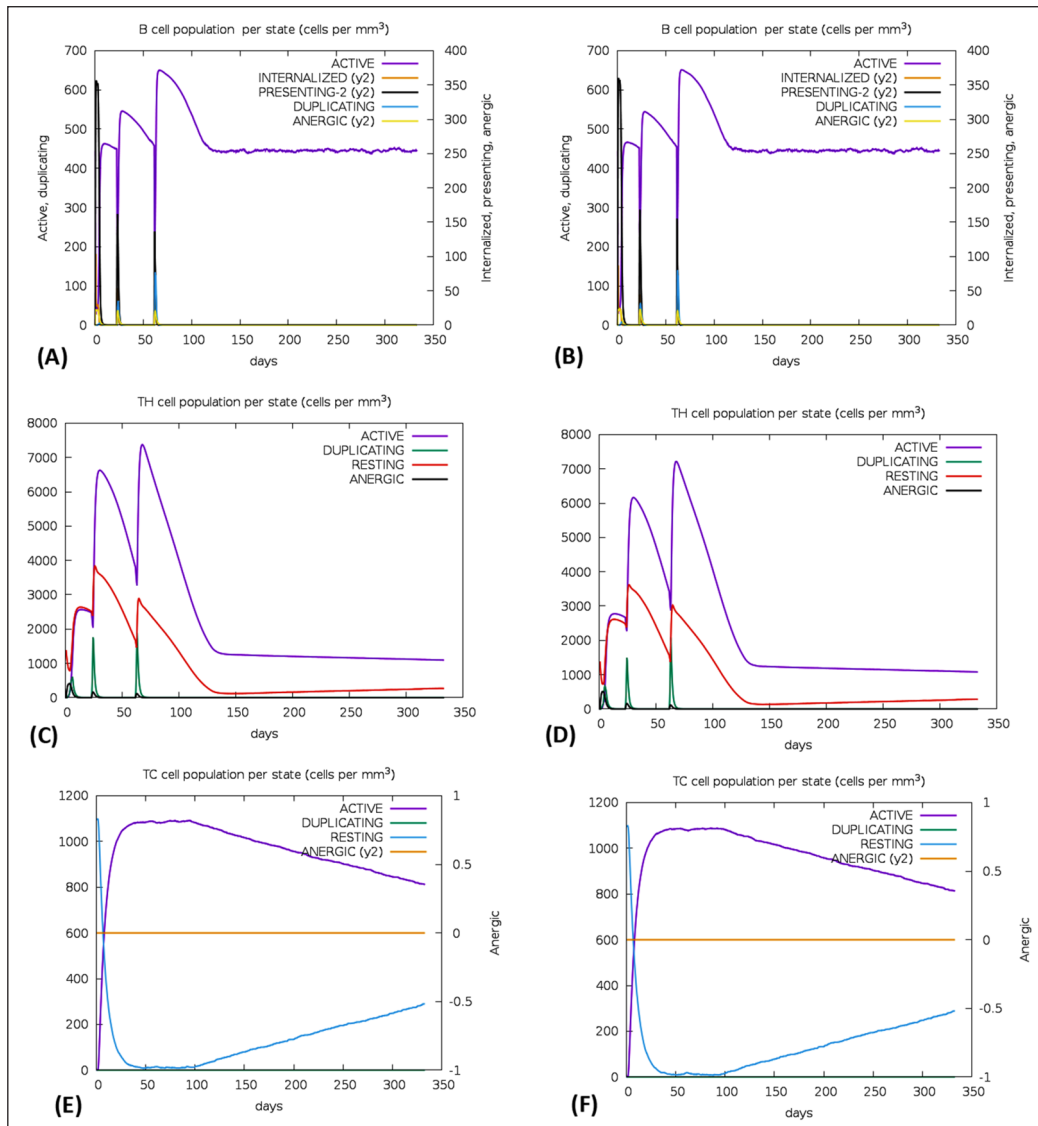 B cell population per state (cells per mm³)
700
600
500
400
300
200
100
0
400
350
300
250
200
150
100
50
0
Active, duplicating
Internalized, presenting, anergic
ACTIVE
INTERNALIZED (y2)
PRESENTING-2 (y2)
DUPLICATING
ANERGIC (y2)
0 50 100 150 200 250 300 350
days
(A)
B cell population per state (cells per mm³)
700
600
500
400
300
200
100
0
400
350
300
250
200
150
100
50
0
Active, duplicating
Internalized, presenting, anergic
ACTIVE
INTERNALIZED (y2)
PRESENTING-2 (y2)
DUPLICATING
ANERGIC (y2)
0 50 100 150 200 250 300 350
days
(B)
TH cell population per state (cells per mm³)
8000
7000
6000
5000
4000
3000
2000
1000
0
ACTIVE
DUPLICATING
RESTING
ANERGIC
0 50 100 150 200 250 300 350
days
(C)
TH cell population per state (cells per mm³)
8000
7000
6000
5000
4000
3000
2000
1000
0
ACTIVE
DUPLICATING
RESTING
ANERGIC
0 50 100 150 200 250 300 350
days
(D)
TC cell population per state (cells per mm³)
1200
1000
800
600
400
200
0
1
0.5
0
-0.5
-1
Anergic
ACTIVE
DUPLICATING
RESTING
ANERGIC (y2)
0 50 100 150 200 250 300 350
days
(E)
TC cell population per state (cells per mm³)
1200
1000
800
600
400
200
0
1
0.5
0
-0.5
-1
Anergic
ACTIVE
DUPLICATING
RESTING
ANERGIC (y2)
0 50 100 150 200 250 300 350
days
(F)